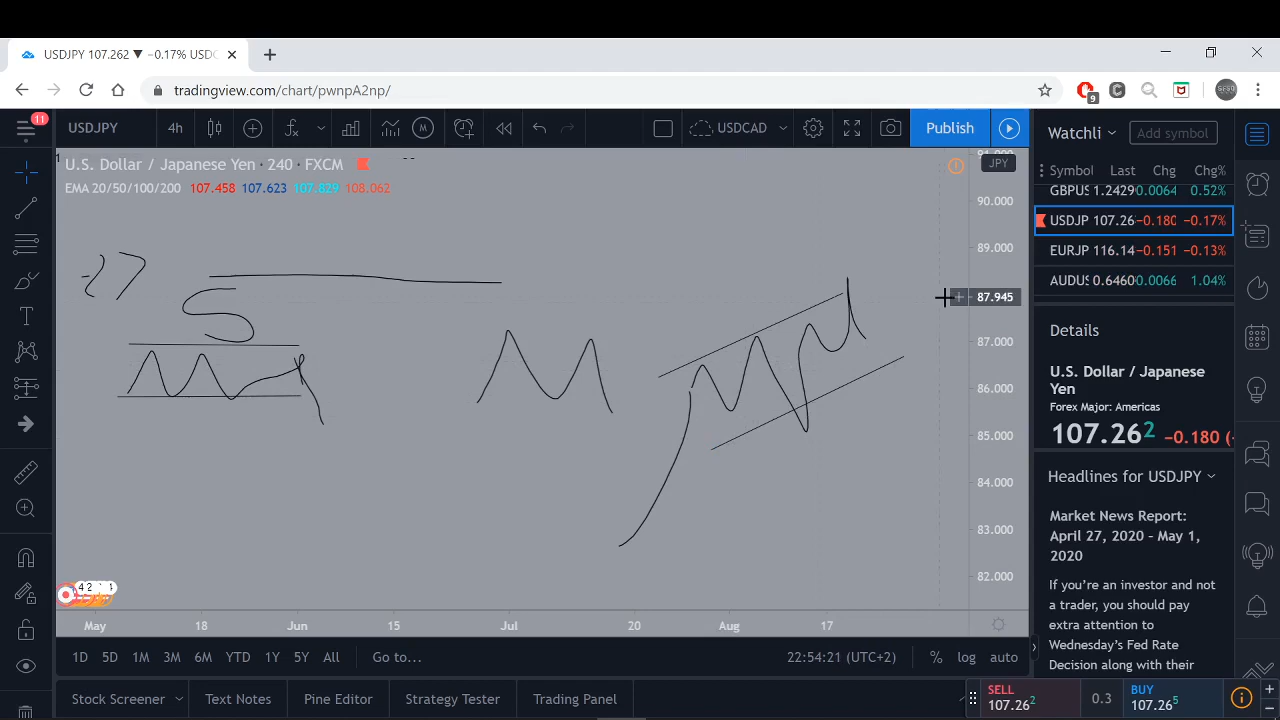 USDJPY 107.262 ▼ −0.17% USDC
tradingview.com/chart/pwnpA2np/
11
9
USDJPY 4h USDCAD Publish
Watchli Add symbol
U.S. Dollar / Japanese Yen · 240 · FXCM
EMA 20/50/100/200 107.458 107.623 107.829 108.062
JPY
91.000
90.000
89.000
87.945
87.000
86.000
85.000
84.000
83.000
82.000
5
Symbol Last Chg Chg%
GBPUS 1.2429 0.0064 0.52%
USDJP 107.26 −0.180 −0.17%
EURJP 116.14 −0.151 −0.13%
AUDUS 0.6460 0.0066 1.04%
Details
U.S. Dollar / Japanese
Yen
Forex Major: Americas
107.262 −0.180 (
Headlines for USDJPY
Market News Report:
April 27, 2020 - May 1,
2020
If you're an investor and not
a trader, you should pay
extra attention to
Wednesday's Fed Rate
Decision along with their
May 18 Jun 15 Jul 20 Aug 17
1D 5D 1M 3M 6M YTD 1Y 5Y All Go to... 22:54:21 (UTC+2) % log auto
Stock Screener Text Notes Pine Editor Strategy Tester Trading Panel
SELL
107.262
0.3
BUY
107.265